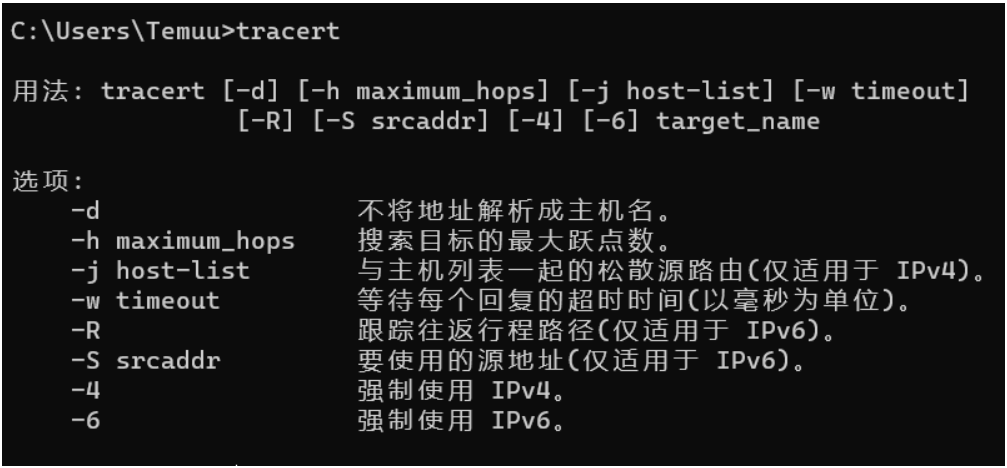 C:\Users\Temuu>tracert
用法: tracert [-d] [-h maximum_hops] [-j host-list] [-w timeout]
[-R] [-S srcaddr] [-4] [-6] target_name
选项:
-d 不将地址解析成主机名。
-h maximum_hops 搜索目标的最大跃点数。
-j host-list 与主机列表一起的松散源路由(仅适用于 IPv4)。
-w timeout 等待每个回复的超时时间(以毫秒为单位)。
-R 跟踪往返行程路径(仅适用于 IPv6)。
-S srcaddr 要使用的源地址(仅适用于 IPv6)。
-4 强制使用 IPv4。
-6 强制使用 IPv6。